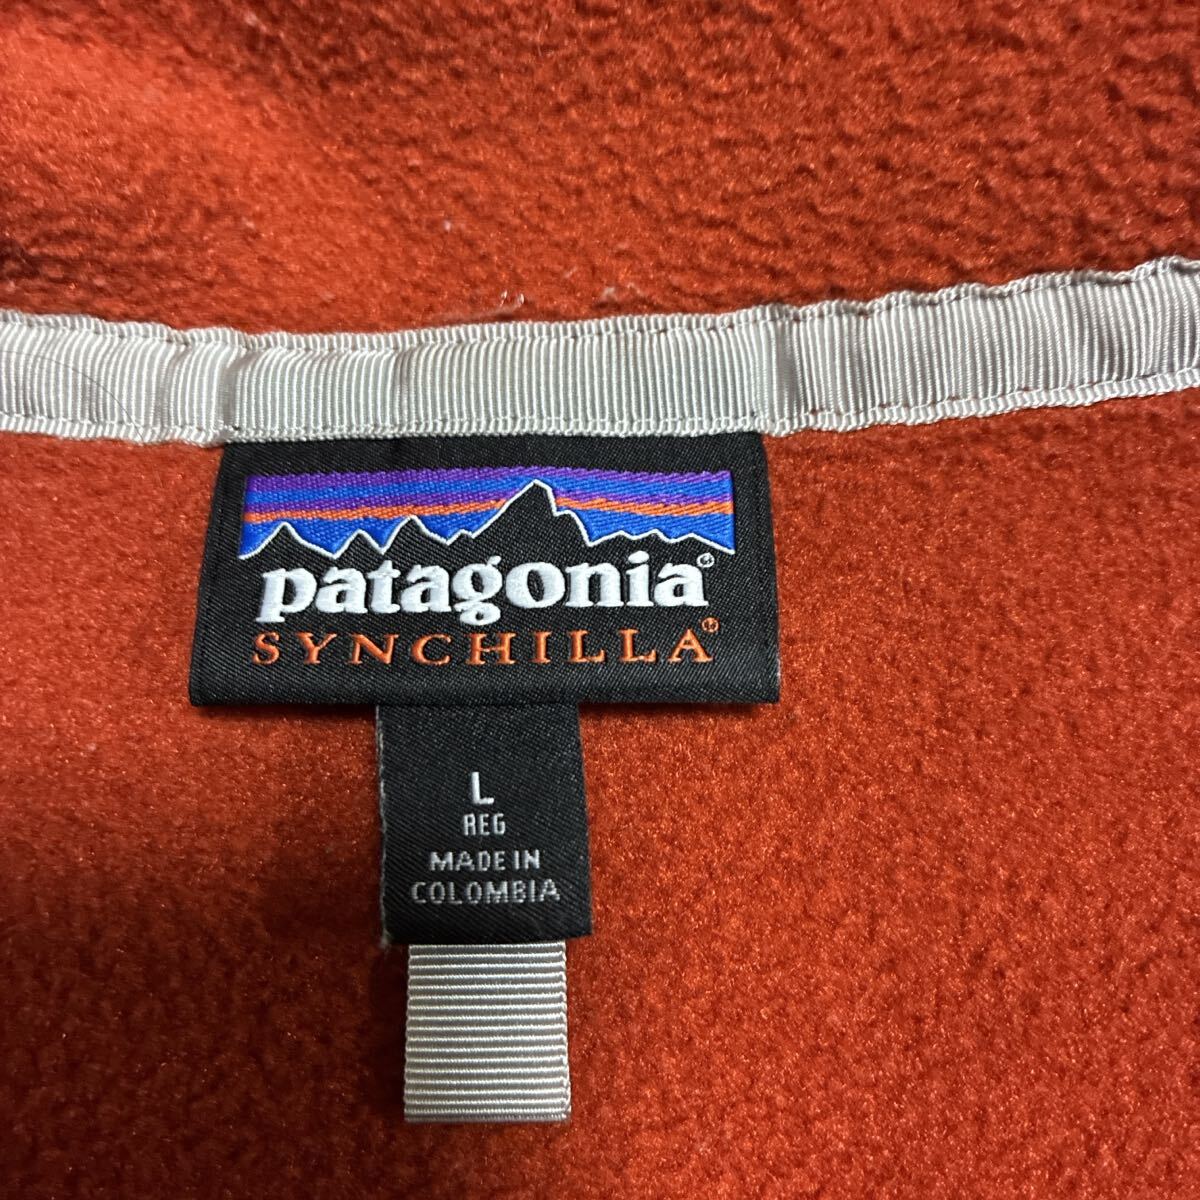 patagonia®
SYNCHILLA®
L
REG
MADE IN
COLOMBIA